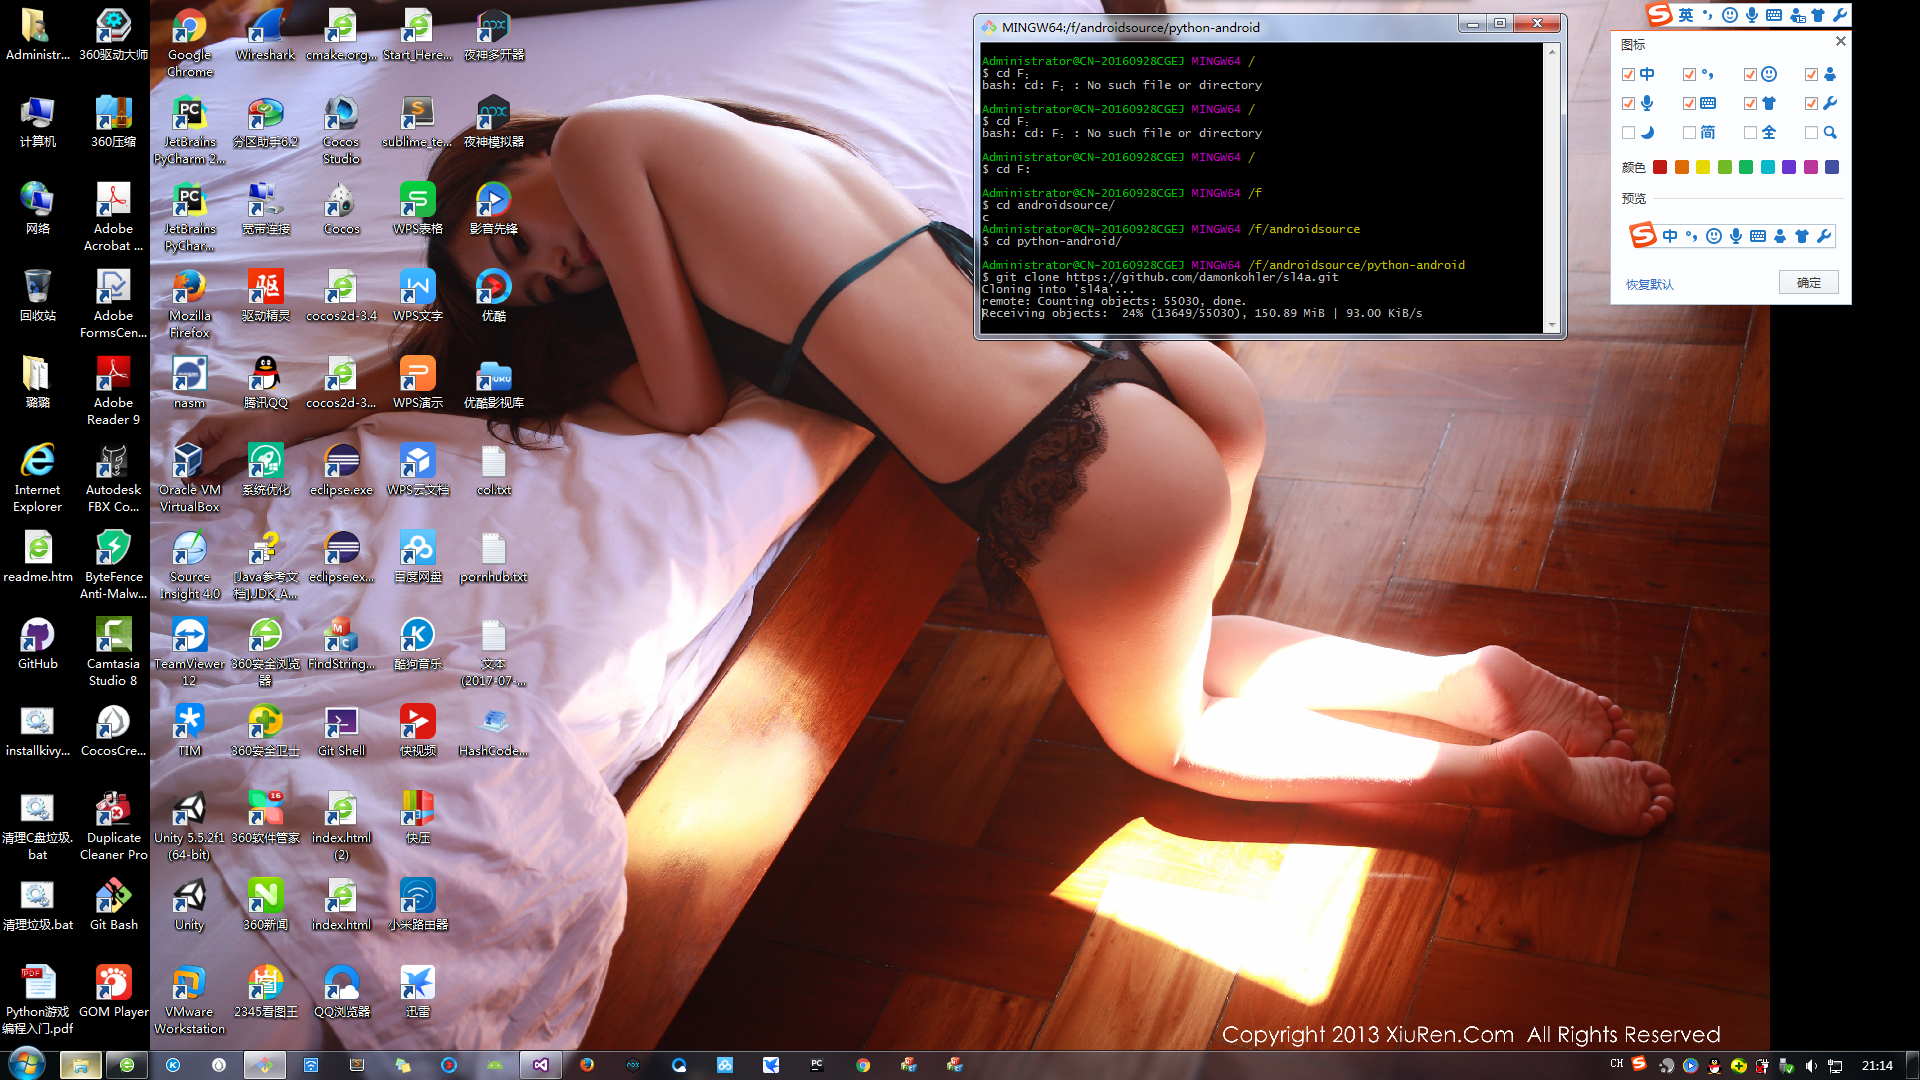 Administr...
360驱动大师
Google
Chrome
Wireshark
cmake.org...
Start_Here...
夜神多开器
计算机
360压缩
JetBrains
PyCharm 2...
分区助手6.2
Cocos
Studio
sublime_te...
夜神模拟器
网络
Adobe
Acrobat ...
JetBrains
PyChar...
宽带连接
Cocos
WPS表格
影音先锋
回收站
Adobe
FormsCen...
Mozilla
Firefox
驱动精灵
cocos2d-3.4
WPS文字
优酷
璐璐
Adobe
Reader 9
nasm
腾讯QQ
cocos2d-3...
WPS演示
优酷影视库
Internet
Explorer
Autodesk
FBX Co...
Oracle VM
VirtualBox
系统优化
eclipse.exe
WPS云文档
col.txt
readme.htm
ByteFence
Anti-Malw...
Source
Insight 4.0
[Java参考文
档].JDK_A...
eclipse.ex...
百度网盘
pornhub.txt
GitHub
Camtasia
Studio 8
TeamViewer
12
360安全浏览
器
FindString...
酷狗音乐
文本
(2017-07-...
installkivy...
CocosCre...
TIM
360安全卫士
Git Shell
快视频
HashCode...
清理C盘垃圾.
bat
Duplicate
Cleaner Pro
Unity 5.5.2f1
(64-bit)
360软件管家
16
index.html
(2)
快压
清理垃圾.bat
Git Bash
Unity
360新闻
index.html
小米路由器
Python游戏
编程入门.pdf
GOM Player
VMware
Workstation
2345看图王
QQ浏览器
迅雷
MINGW64:/f/androidsource/python-android
Administrator@CN-20160928CGEJ MINGW64 /
$ cd F；
bash: cd: F；: No such file or directory
Administrator@CN-20160928CGEJ MINGW64 /
$ cd F；
bash: cd: F；: No such file or directory
Administrator@CN-20160928CGEJ MINGW64 /
$ cd F:
Administrator@CN-20160928CGEJ MINGW64 /f
$ cd androidsource/
c
Administrator@CN-20160928CGEJ MINGW64 /f/androidsource
$ cd python-android/
Administrator@CN-20160928CGEJ MINGW64 /f/androidsource/python-android
$ git clone https://github.com/damonkohler/sl4a.git
Cloning into 'sl4a'...
remote: Counting objects: 55030, done.
Receiving objects:  24% (13649/55030), 150.89 MiB | 93.00 KiB/s
英
图标
中
简
全
颜色
预览
中
恢复默认
确定
Copyright 2013 XiuRen.Com  All Rights Reserved
CH
21:14